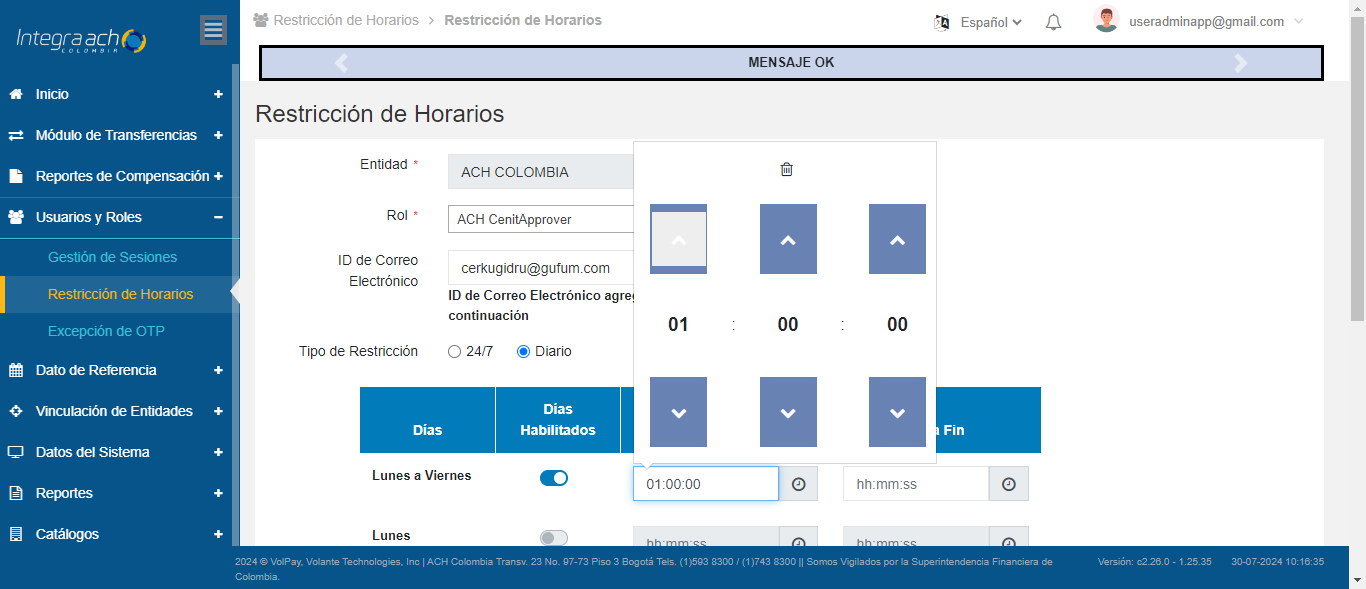 Integra ach
COLOMBIA
Restricción de Horarios > Restricción de Horarios
Español
useradminapp@gmail.com
MENSAJE OK
Inicio +
Módulo de Transferencias +
Reportes de Compensación +
Usuarios y Roles −
Gestión de Sesiones
Restricción de Horarios
Excepción de OTP
Dato de Referencia +
Vinculación de Entidades +
Datos del Sistema +
Reportes +
Catálogos +
Restricción de Horarios
Entidad *
ACH COLOMBIA
Rol *
ACH CenitApprover
ID de Correo
Electrónico
cerkugidru@gufum.com
ID de Correo Electrónico
continuación
01 : 00 : 00
Tipo de Restricción
24/7
Diario
Días
Días
Habilitados
Fin
Lunes a Viernes
01:00:00
hh:mm:ss
Lunes
hh:mm:ss
hh:mm:ss
2024 © VolPay, Volante Technologies, Inc | ACH Colombia Transv. 23 No. 97-73 Piso 3 Bogotá Tels. (1)593 8300 / (1)743 8300 || Somos Vigilados por la Superintendencia Financiera de
Colombia.
Versión: c2.26.0 - 1.25.35
30-07-2024 10:16:35